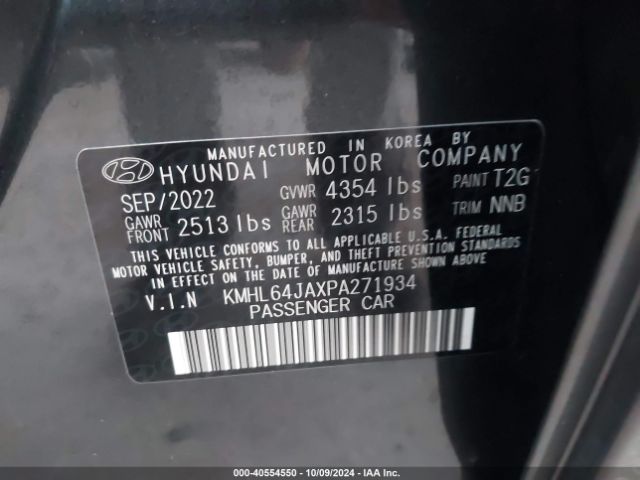 MANUFACTURED IN KOREA BY
HYUNDAI MOTOR COMPANY
SEP/2022 GVWR 4354 lbs PAINT T2G
GAWR FRONT 2513 lbs GAWR REAR 2315 lbs TRIM NNB
THIS VEHICLE CONFORMS TO ALL APPLICABLE U.S.A. FEDERAL
MOTOR VEHICLE SAFETY, BUMPER, AND THEFT PREVENTION STANDARDS
IN EFFECT ON THE DATE OF MANUFACTURE SHOWN ABOVE
V.I.N KMHL64JAXPA271934
PASSENGER CAR
000-40554550 - 10/09/2024 - IAA Inc.